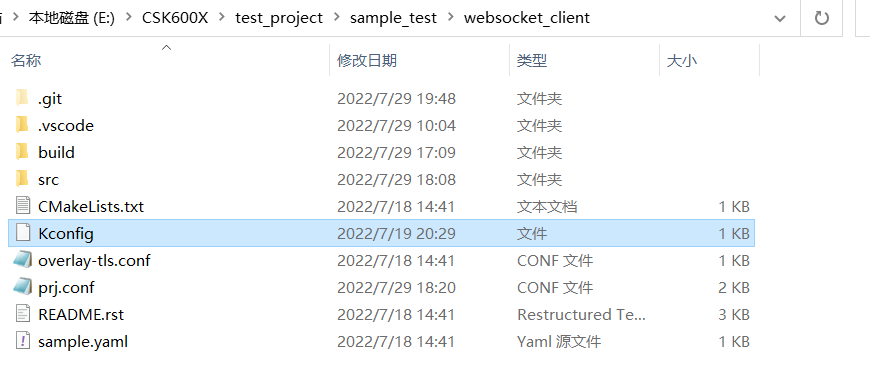 本地磁盘 (E:) › CSK600X › test_project › sample_test › websocket_client
名称 修改日期 类型 大小
.git 2022/7/29 19:48 文件夹
.vscode 2022/7/29 10:04 文件夹
build 2022/7/29 17:09 文件夹
src 2022/7/29 18:08 文件夹
CMakeLists.txt 2022/7/18 14:41 文本文档 1 KB
Kconfig 2022/7/19 20:29 文件 1 KB
overlay-tls.conf 2022/7/18 14:41 CONF 文件 1 KB
prj.conf 2022/7/29 18:20 CONF 文件 2 KB
README.rst 2022/7/18 14:41 Restructured Te... 3 KB
sample.yaml 2022/7/18 14:41 Yaml 源文件 1 KB